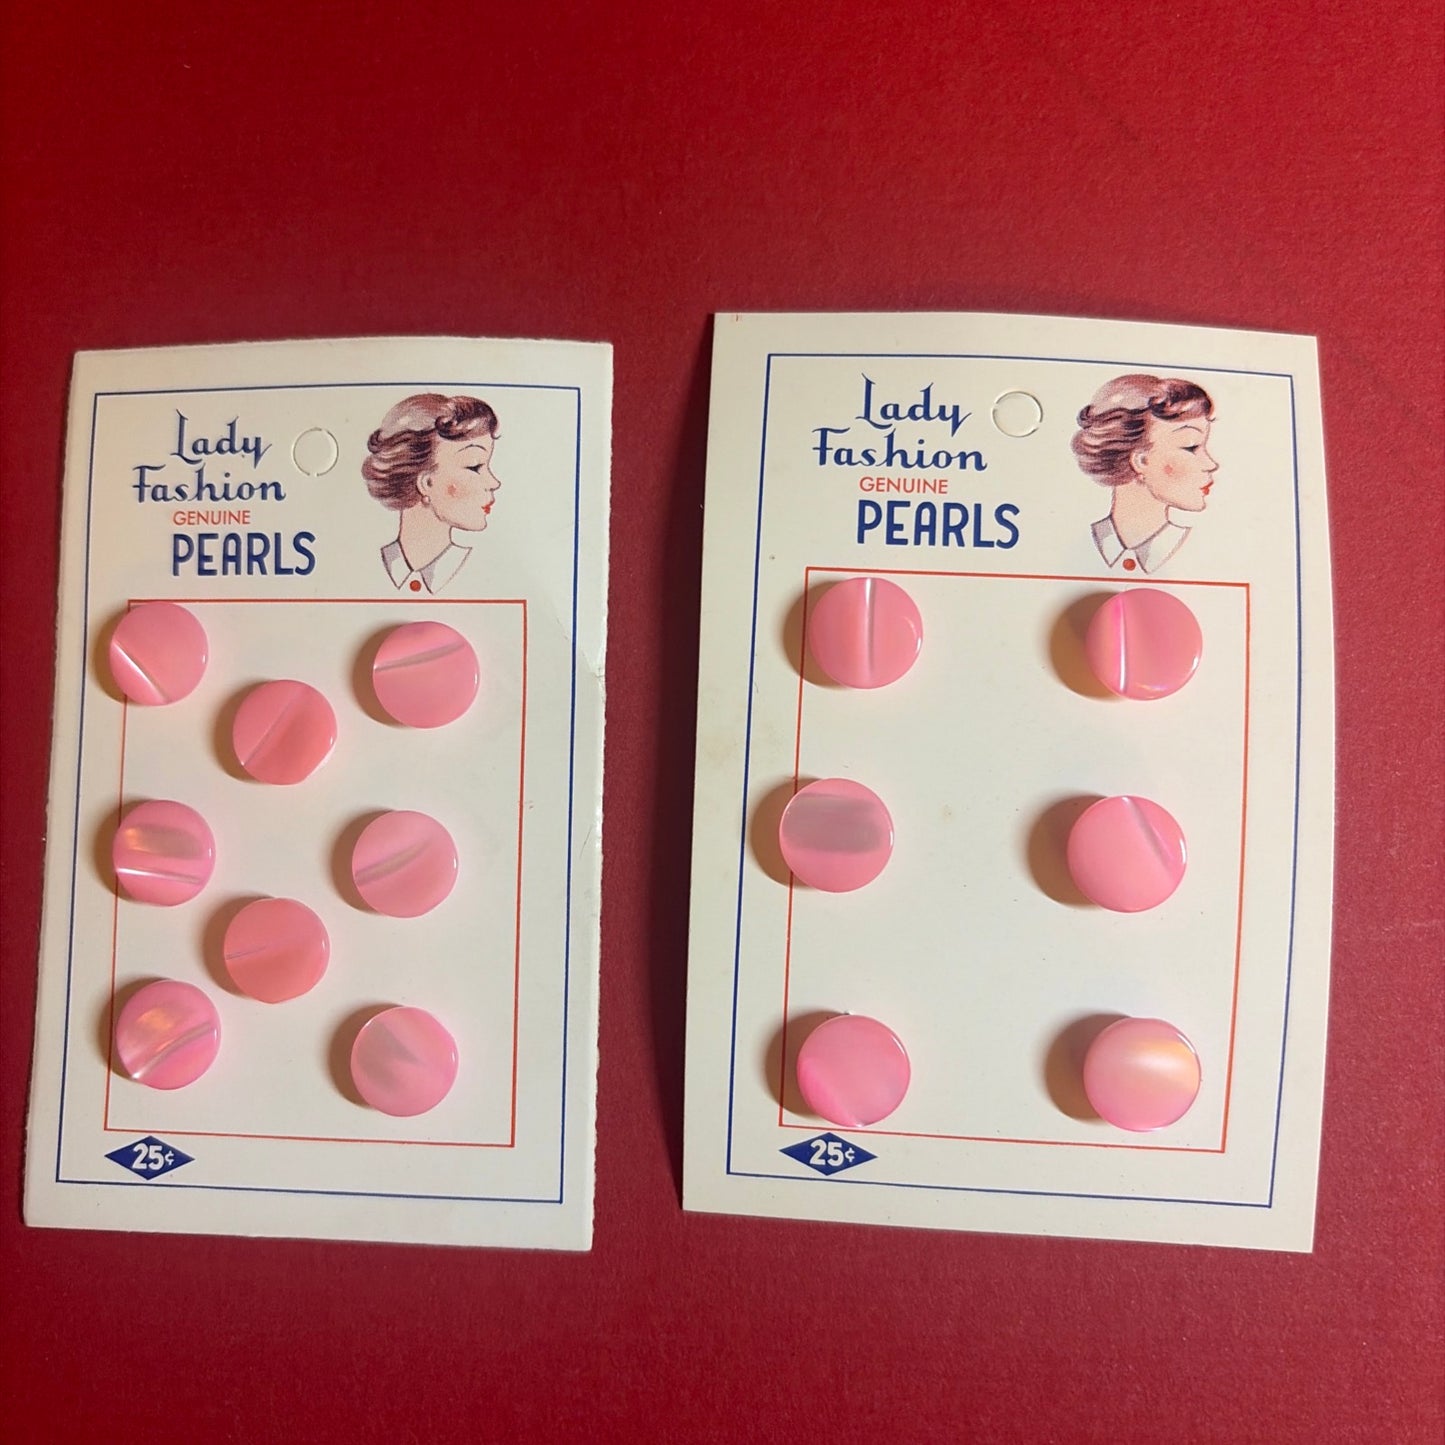 Lady
Fashion
GENUINE
PEARLS
25¢
Lady
Fashion
GENUINE
PEARLS
25¢